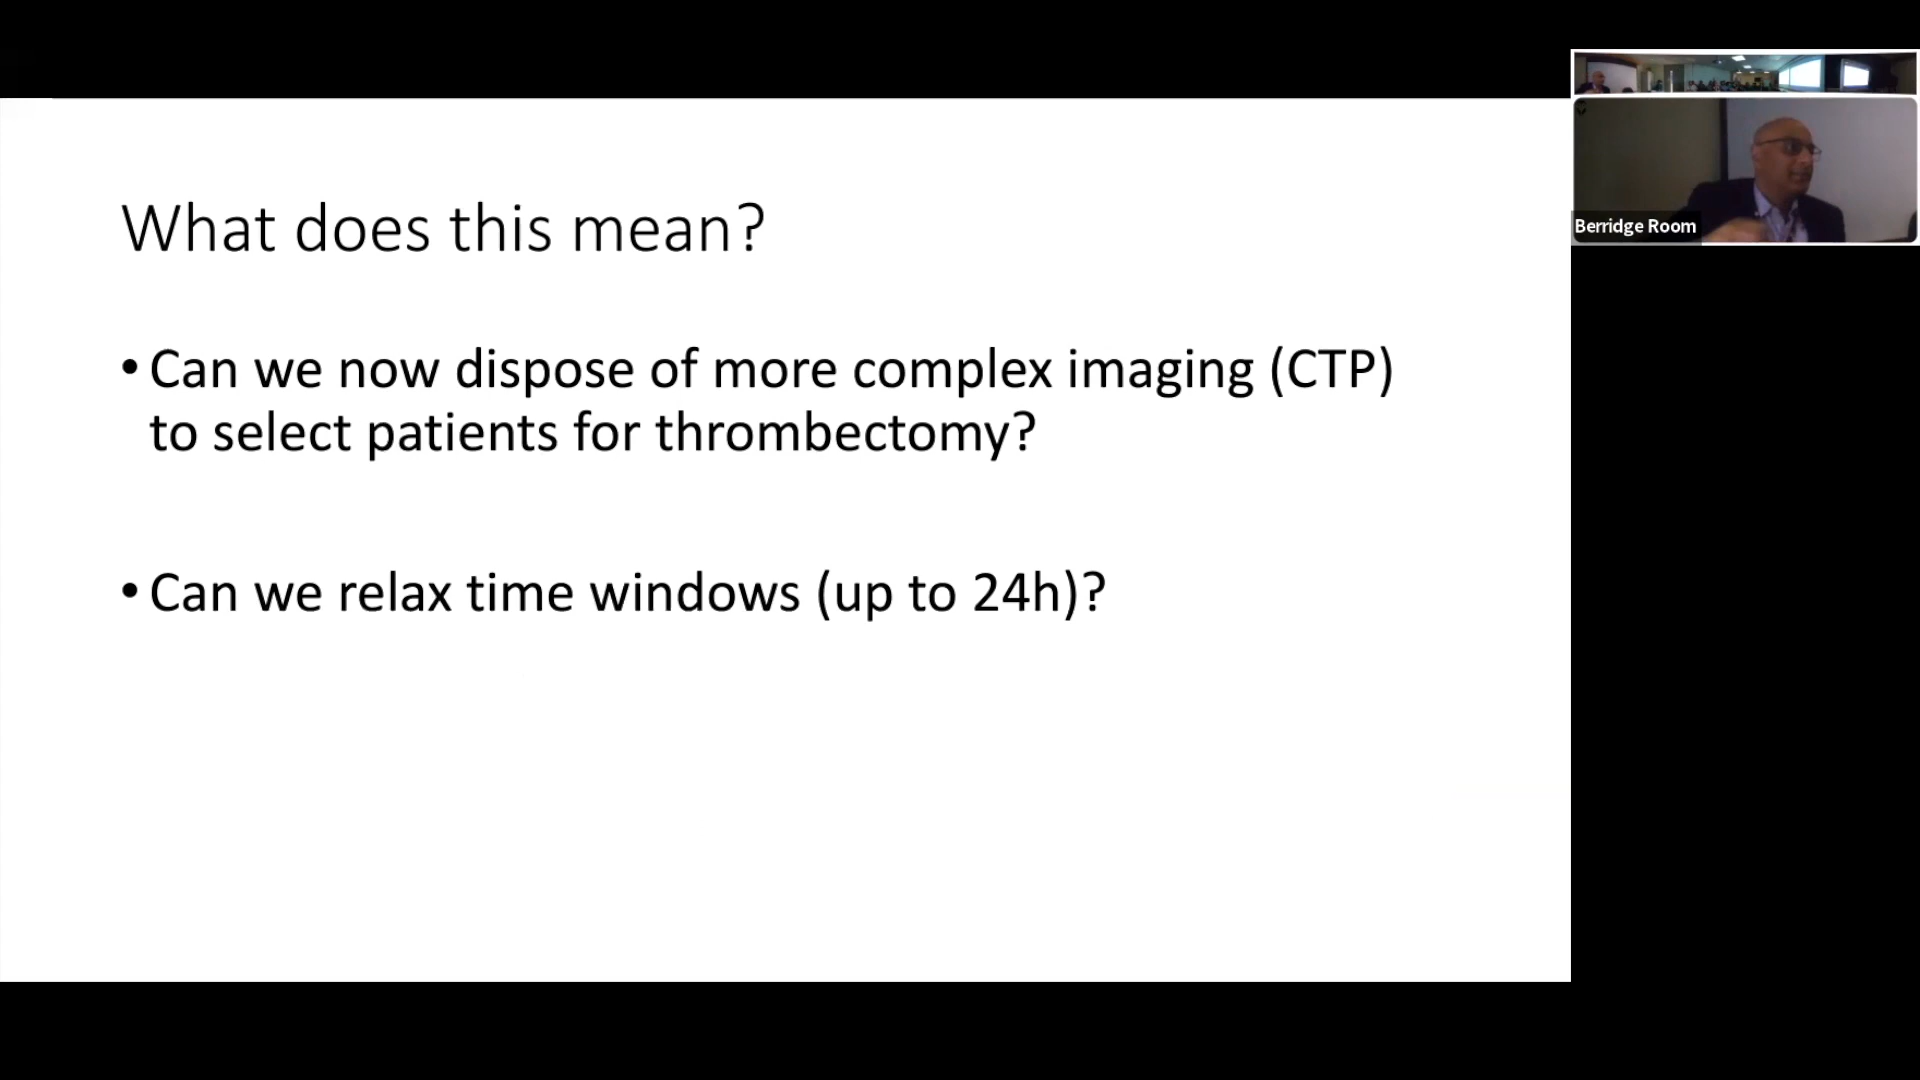 What does this mean?
• Can we now dispose of more complex imaging (CTP)
to select patients for thrombectomy?
• Can we relax time windows (up to 24h)?
Berridge Room